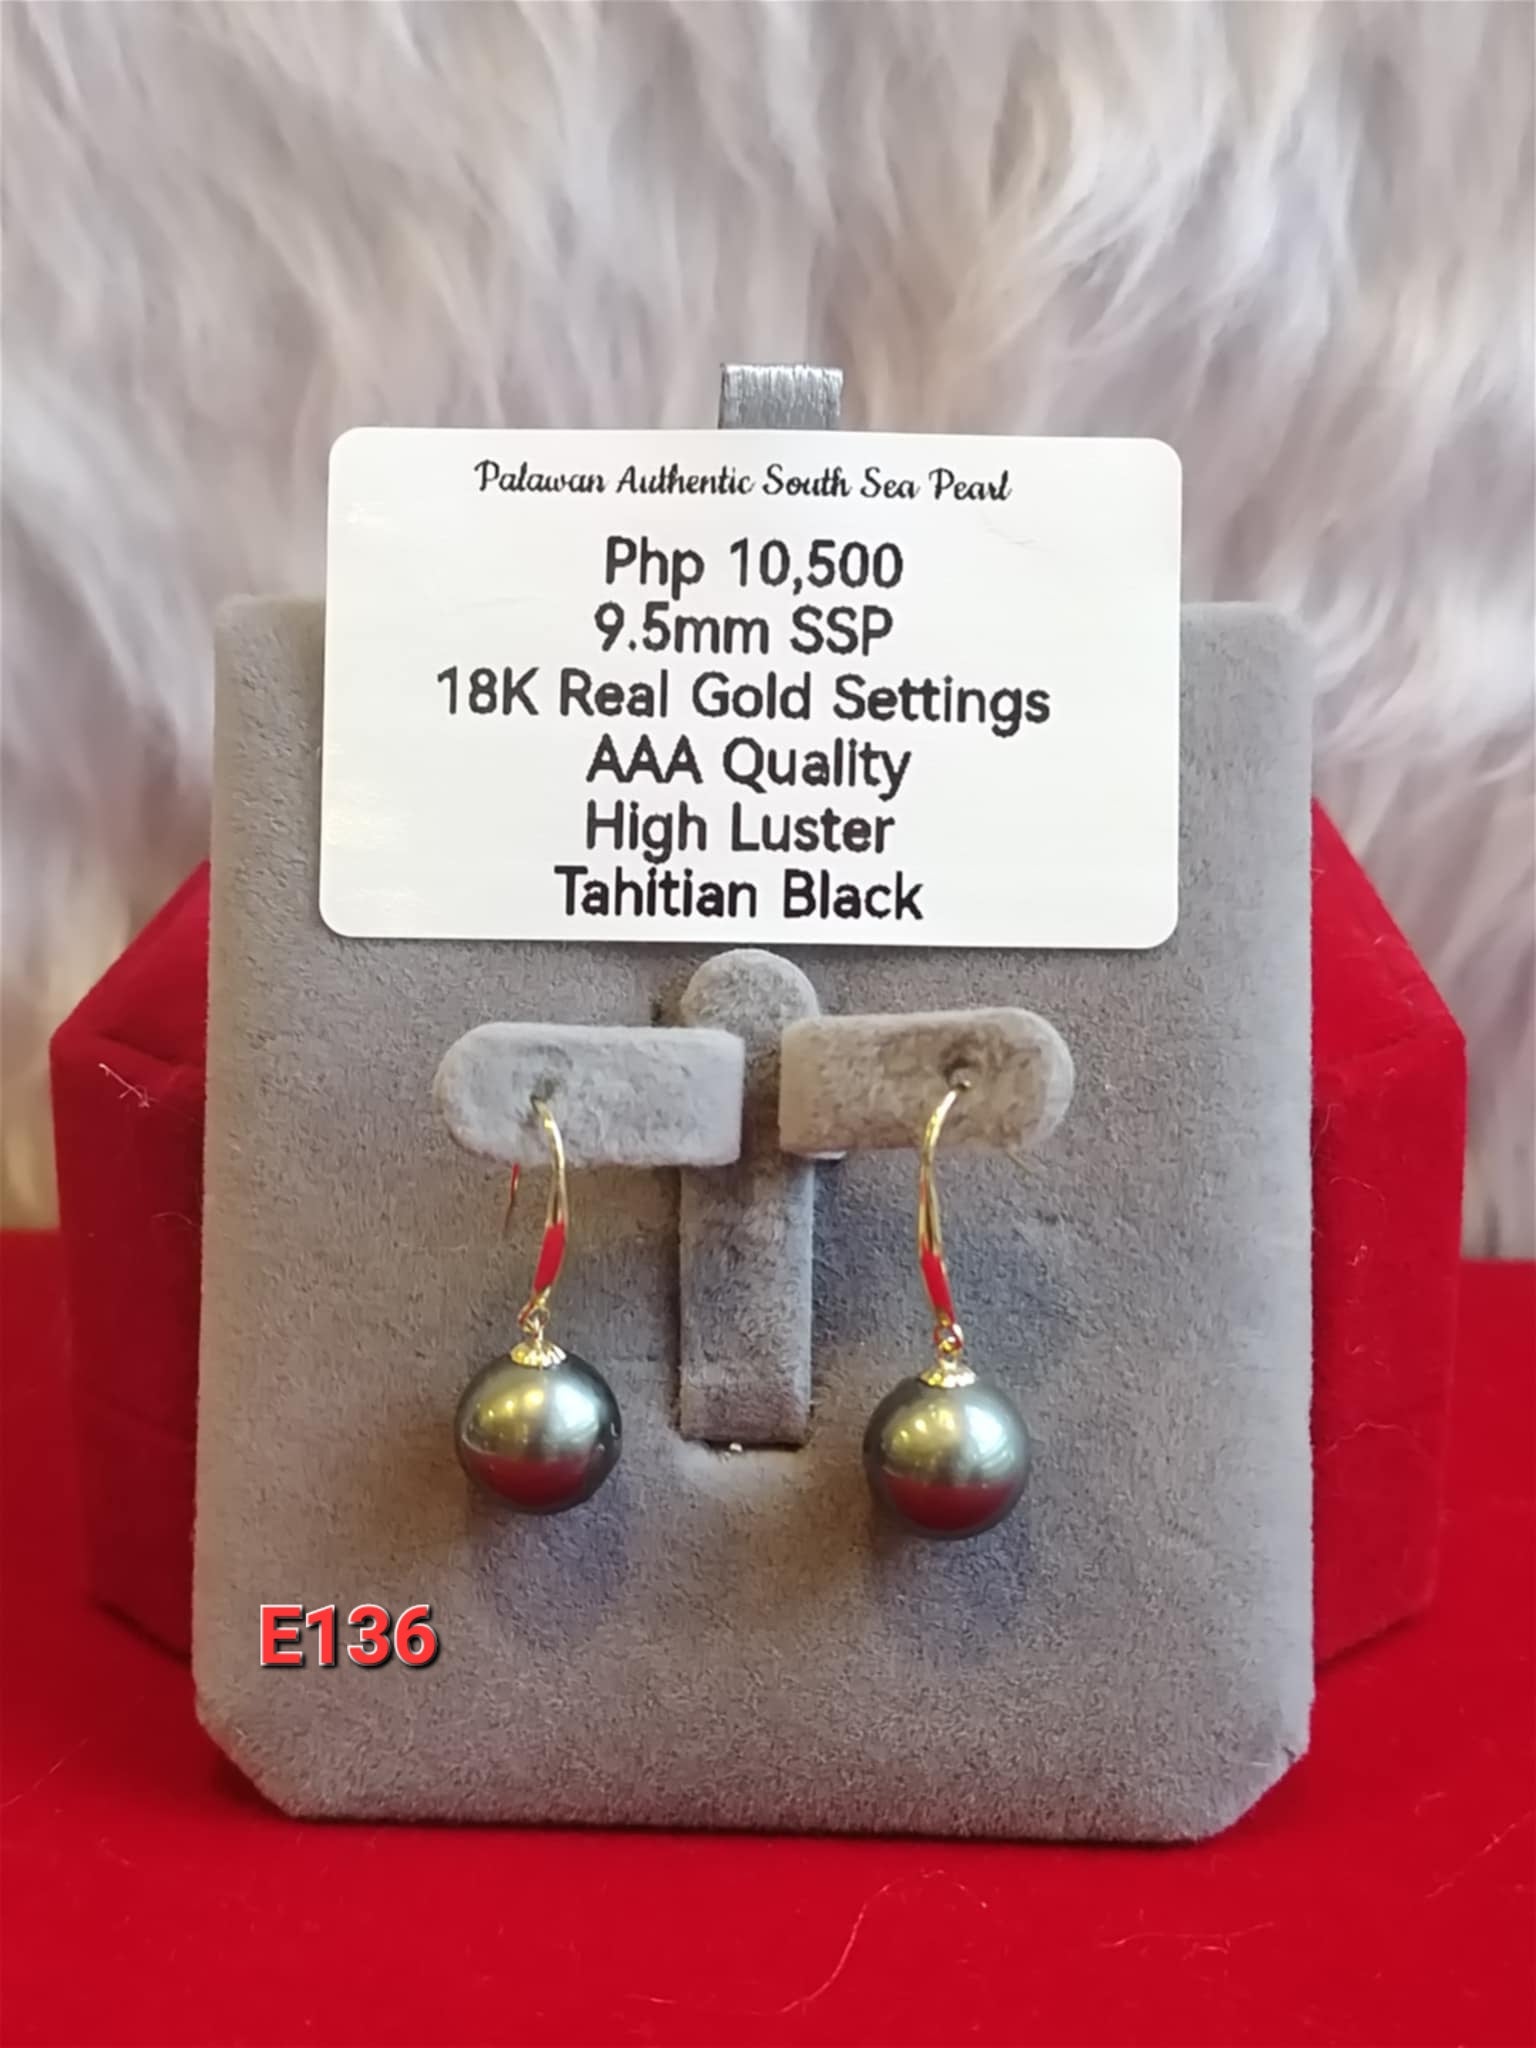 Palawan Authentic South Sea Pearl
Php 10,500
9.5mm SSP
18K Real Gold Settings
AAA Quality
High Luster
Tahitian Black
E136